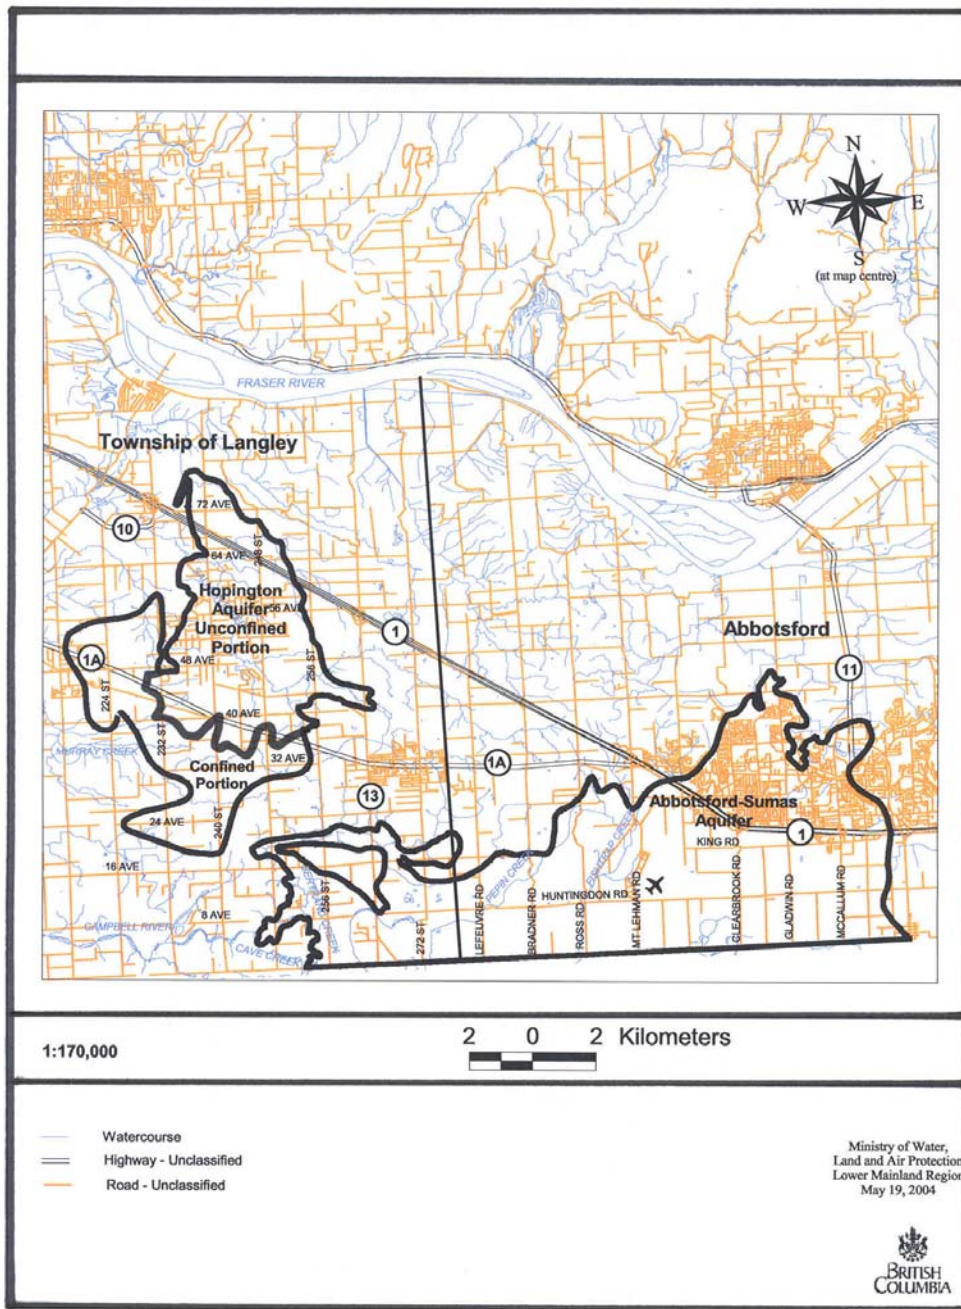 N
W
E
S
(at map centre)
FRASER RIVER
Township of Langley
72 AVE
10
248 ST
64 AVE
Hopington
Aquifer
56 AVE
Unconfined
1
Portion
Abbotsford
48 AVE
1A
256 ST
11
224 ST
40 AVE
232 ST
MURRAY CREEK
32 AVE
1A
Confined
Portion
13
Abbotsford-Sumas
Aquifer
24 AVE
240 ST
1
KING RD
16 AVE
PEPIN CREEK
HUNTINGDON RD
256 ST
8 AVE
CAMPBELL RIVER
CAVE CREEK
272 ST
LEFEUVRE RD
BRADNER RD
ROSS RD
MT LEHMAN RD
CLEARBROOK RD
GLADWIN RD
MCCALLUM RD
1:170,000
2 0 2 Kilometers
Watercourse
Highway - Unclassified
Road - Unclassified
Ministry of Water,
Land and Air Protection
Lower Mainland Region
May 19, 2004
BRITISH
COLUMBIA